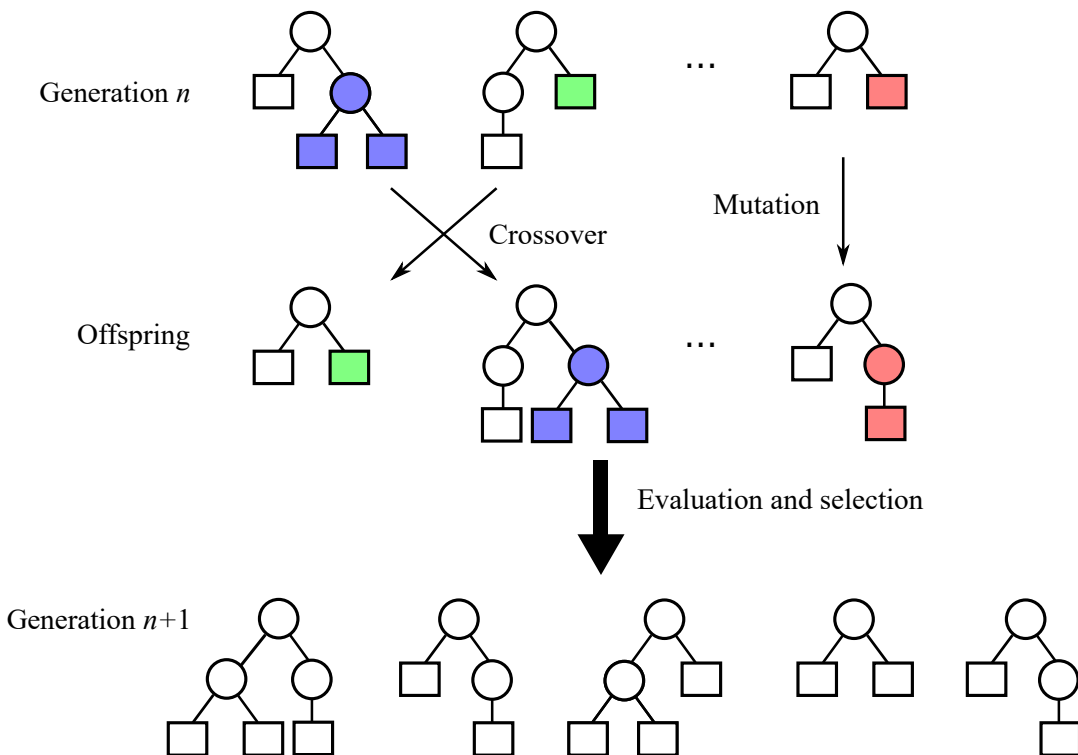 ...
Generation n
Mutation
Crossover
Offspring
...
Evaluation and selection
Generation n+1